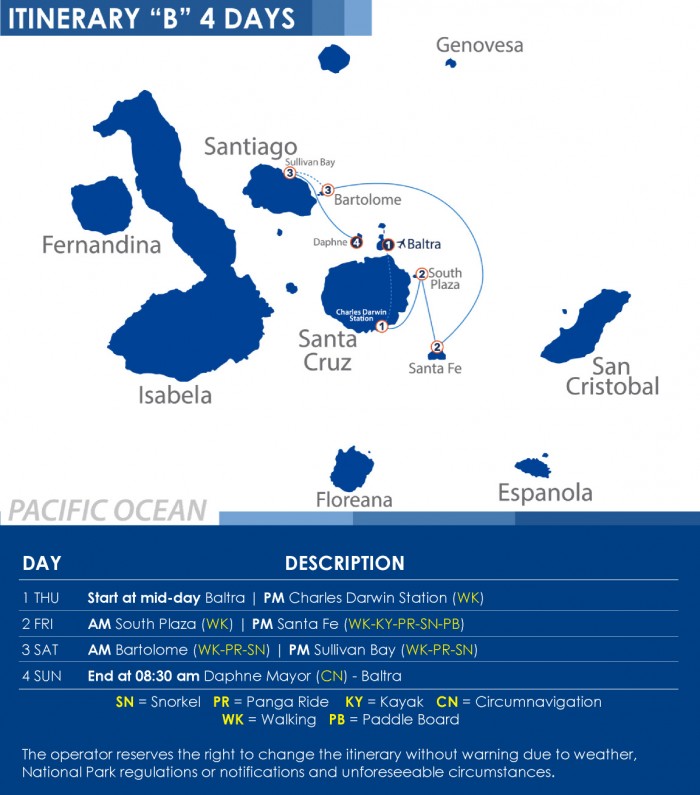 ITINERARY “B” 4 DAYS
Genovesa
Santiago
Sullivan Bay
3
3
Bartolome
Fernandina
Daphne
4
1
Baltra
2
South
Plaza
Charles Darwin
Station
1
Santa
Cruz
2
Santa Fe
Isabela
San
Cristobal
Floreana
Espanola
PACIFIC OCEAN
DAY DESCRIPTION
1 THU Start at mid-day Baltra | PM Charles Darwin Station (WK)
2 FRI AM South Plaza (WK) | PM Santa Fe (WK-KY-PR-SN-PB)
3 SAT AM Bartolome (WK-PR-SN) | PM Sullivan Bay (WK-PR-SN)
4 SUN End at 08:30 am Daphne Mayor (CN) - Baltra
SN = Snorkel PR = Panga Ride KY = Kayak CN = Circumnavigation
WK = Walking PB = Paddle Board
The operator reserves the right to change the itinerary without warning due to weather,
National Park regulations or notifications and unforeseeable circumstances.